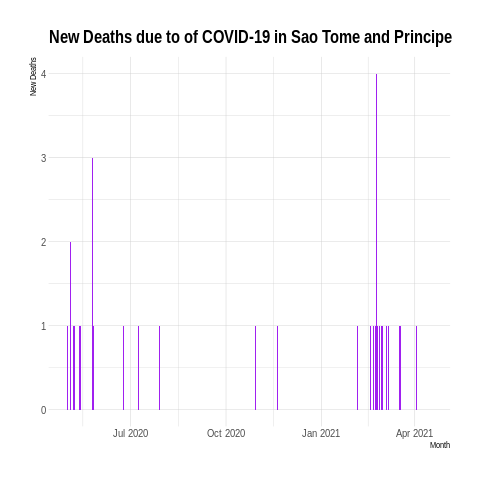 New Deaths due to of COVID-19 in Sao Tome and Principe
New Deaths
4
3
2
1
0
Jul 2020 Oct 2020 Jan 2021 Apr 2021
Month